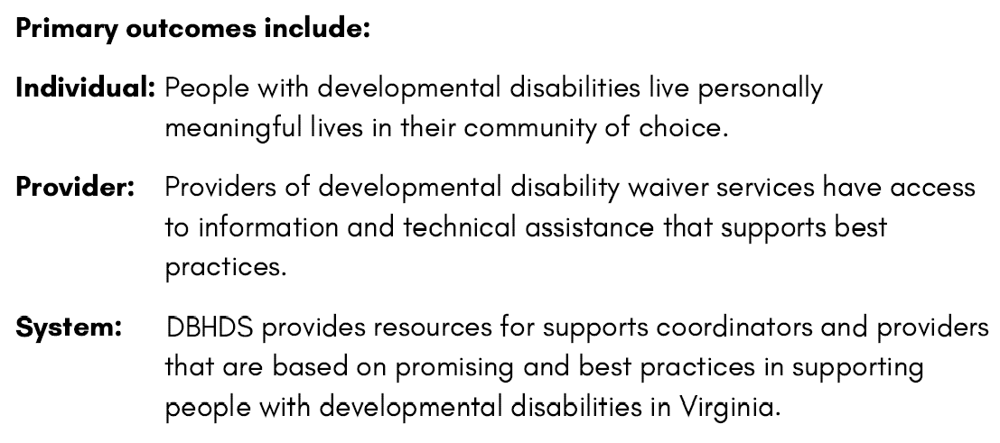 Primary outcomes include:
Individual: People with developmental disabilities live personally
meaningful lives in their community of choice.
Provider: Providers of developmental disability waiver services have access
to information and technical assistance that supports best
practices.
System: DBHDS provides resources for supports coordinators and providers
that are based on promising and best practices in supporting
people with developmental disabilities in Virginia.